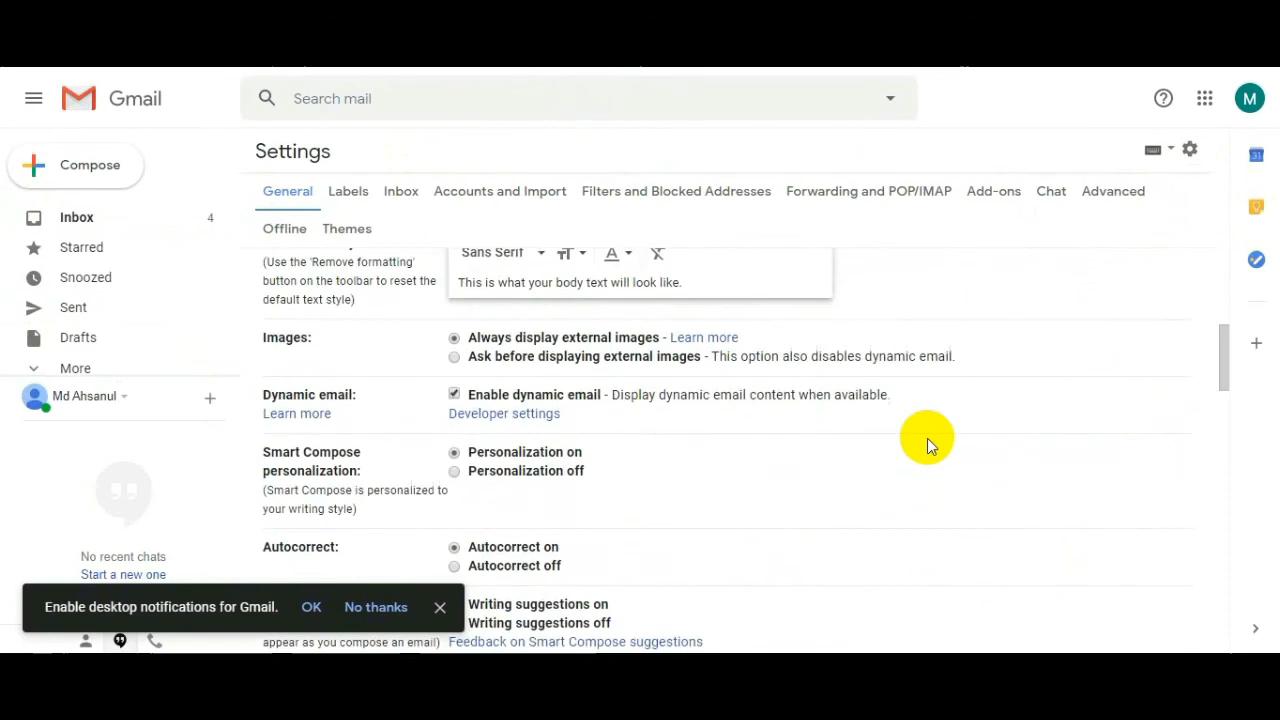 Gmail
Search mail
M
Compose
Settings
General Labels Inbox Accounts and Import Filters and Blocked Addresses Forwarding and POP/IMAP Add-ons Chat Advanced
Offline Themes
Inbox 4
Starred
Snoozed
Sent
Drafts
More
Md Ahsanul
No recent chats
Start a new one
(Use the 'Remove formatting'
button on the toolbar to reset the
default text style)
Sans Serif
This is what your body text will look like.
Images:
Always display external images - Learn more
Ask before displaying external images - This option also disables dynamic email.
Dynamic email:
Learn more
Enable dynamic email - Display dynamic email content when available.
Developer settings
Smart Compose
personalization:
(Smart Compose is personalized to
your writing style)
Personalization on
Personalization off
Autocorrect:
Autocorrect on
Autocorrect off
Writing suggestions on
Writing suggestions off
appear as you compose an email)
Feedback on Smart Compose suggestions
Enable desktop notifications for Gmail. OK No thanks
31